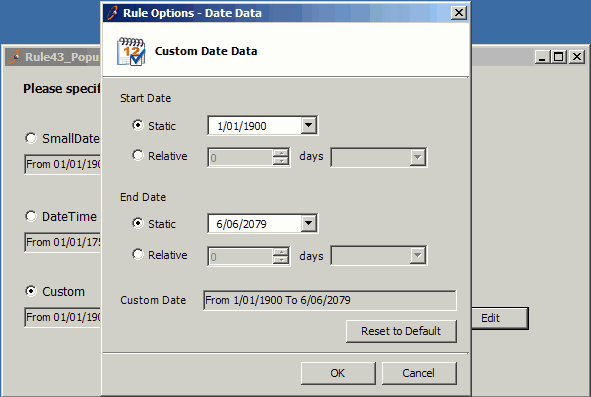 Rule Options - Date Data
12
Custom Date Data
Rule43_Popu
Please specif
SmallDate
From 01/01/190
DateTime
From 01/01/175
Custom
From 01/01/190
Start Date
Static 1/01/1900
Relative 0 days
End Date
Static 6/06/2079
Relative 0 days
Custom Date From 1/01/1900 To 6/06/2079
Reset to Default
Edit
OK Cancel